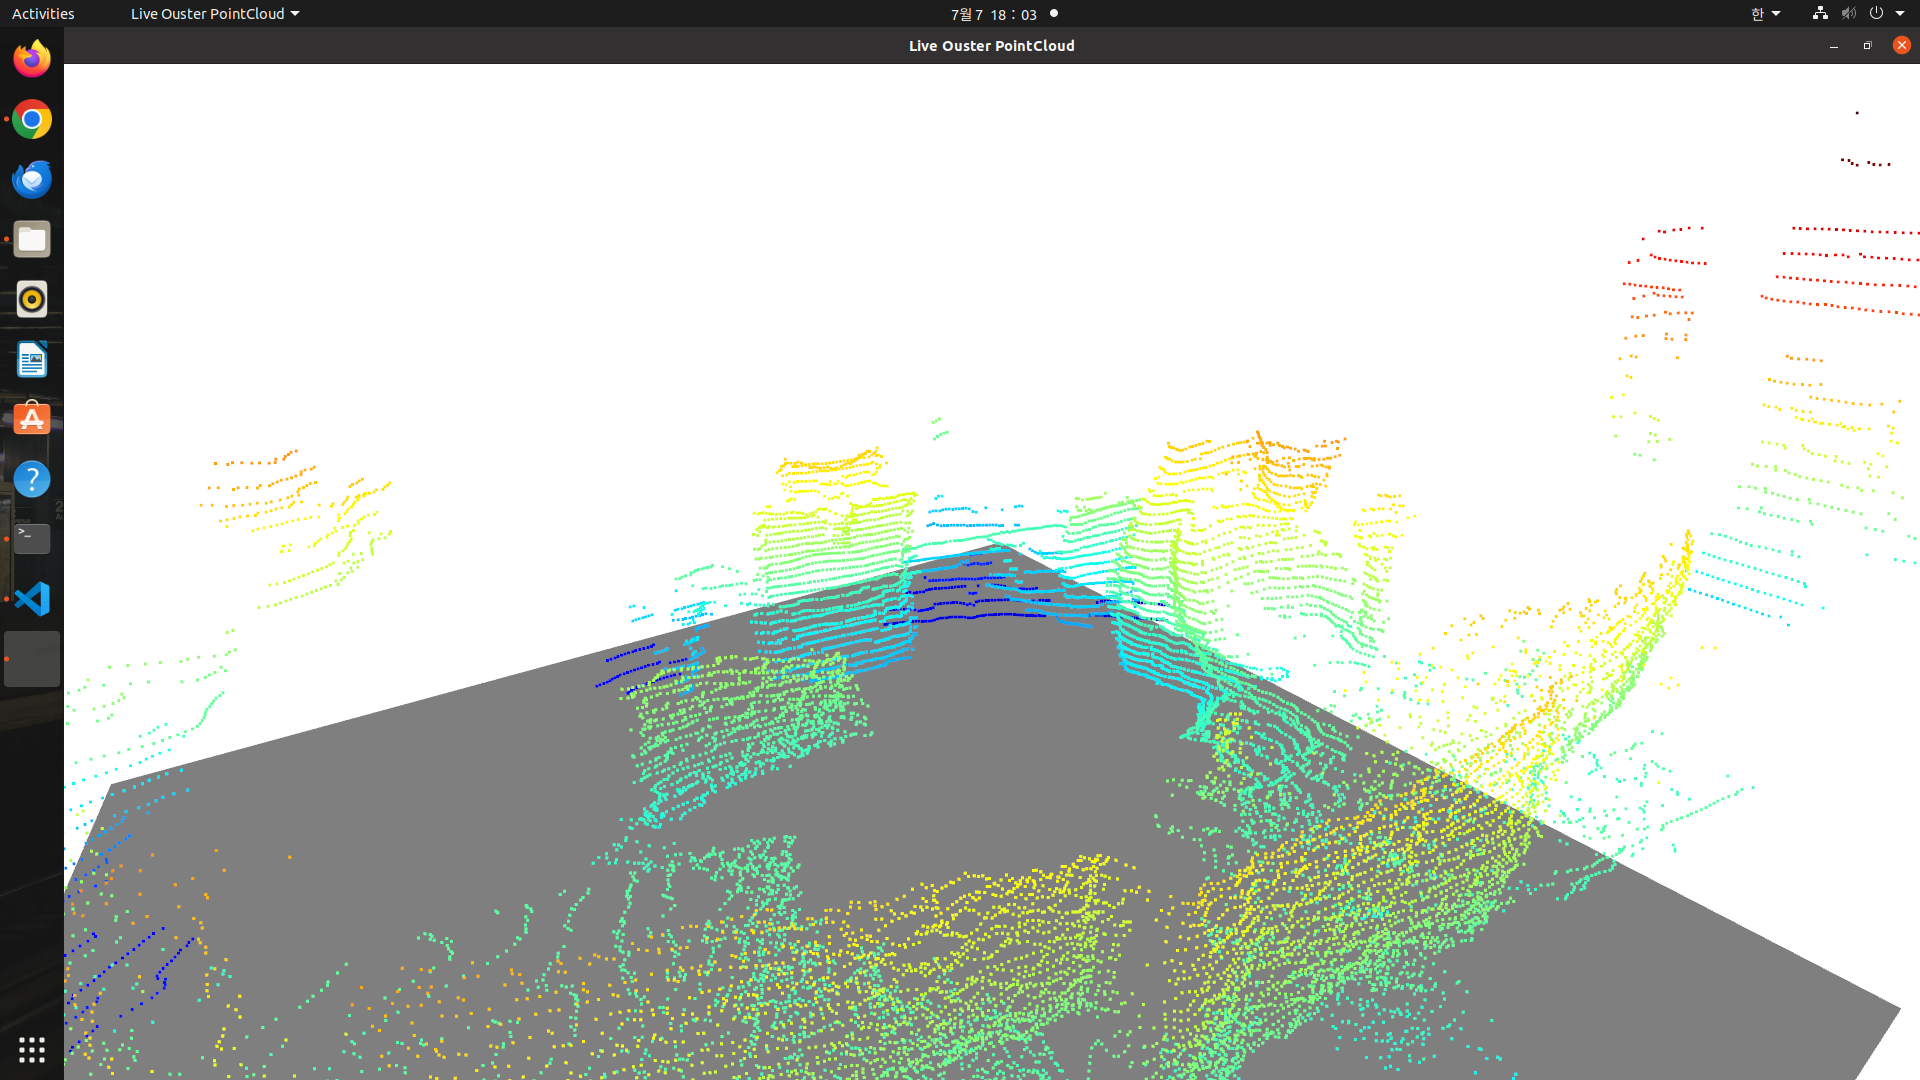 Activities
Live Ouster PointCloud
7월 7 18 : 03
한
Live Ouster PointCloud